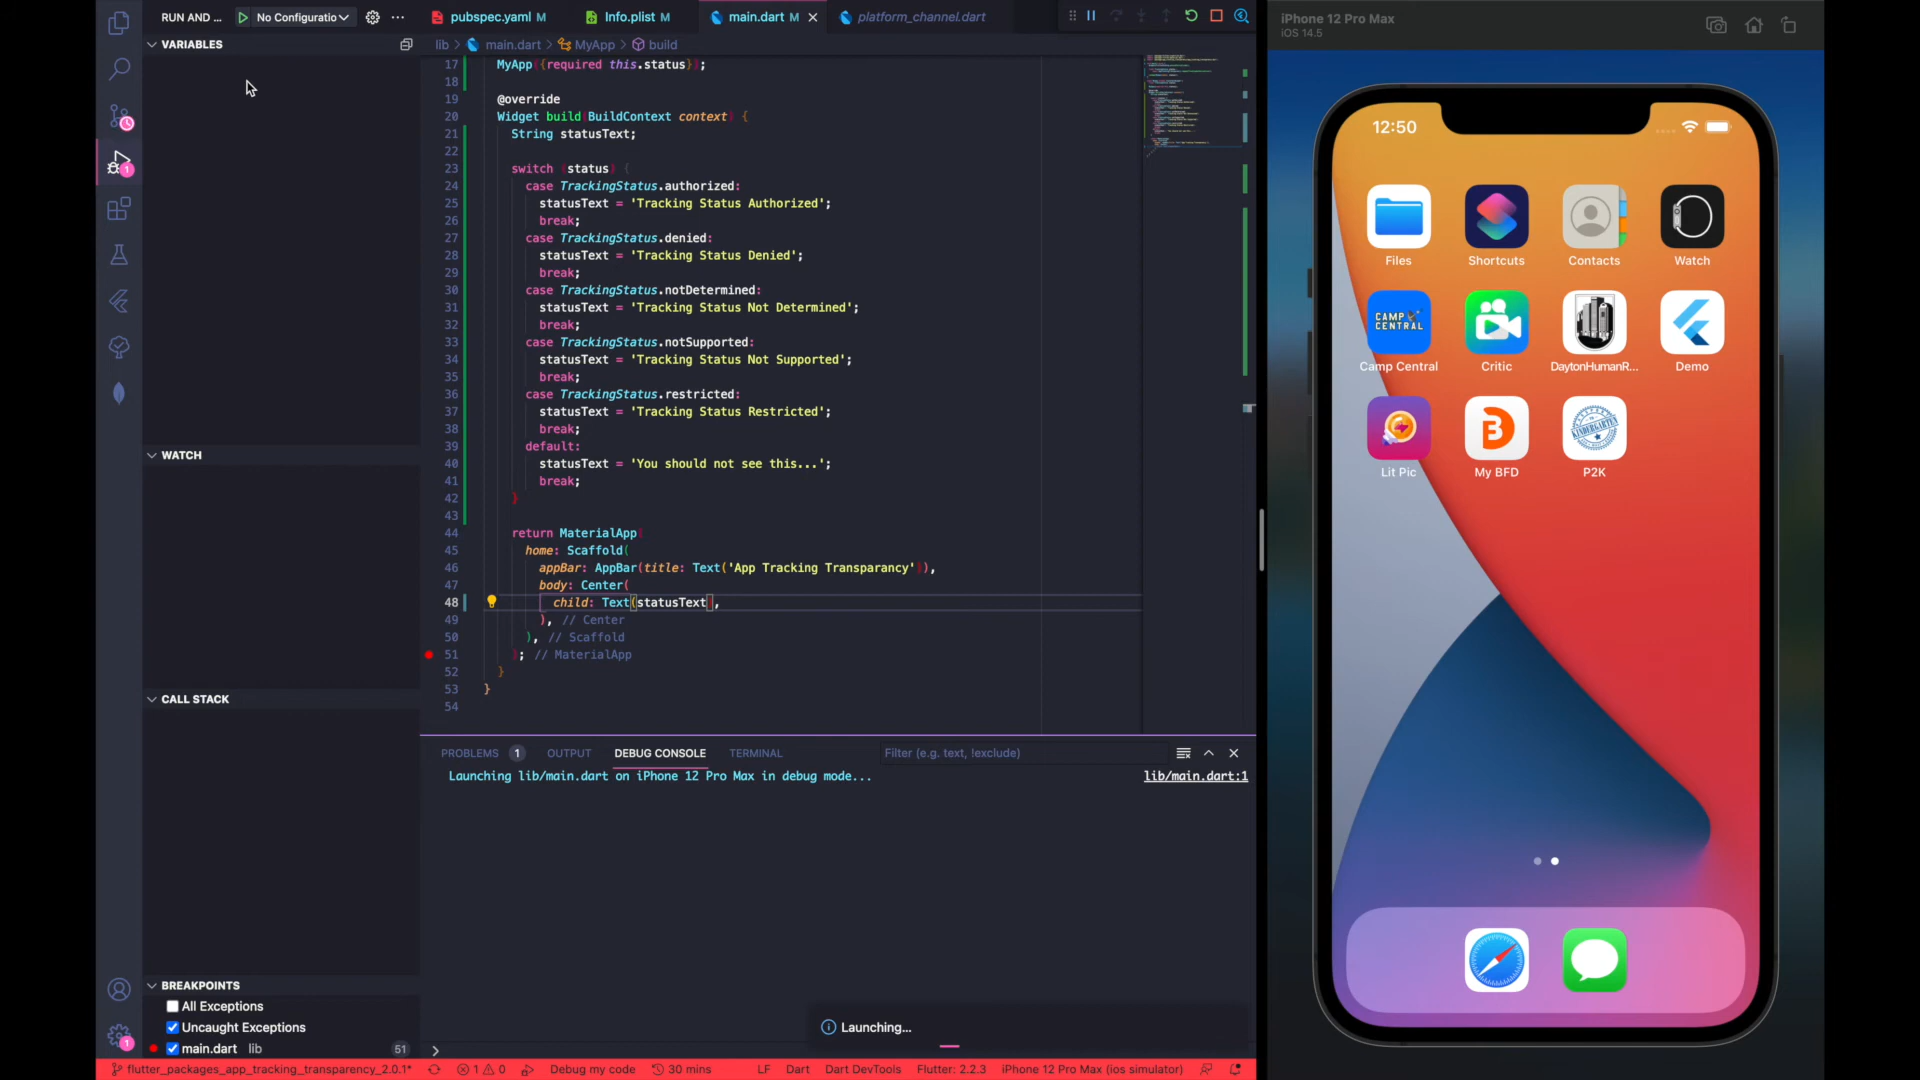 RUN AND ...
No Configuratio
pubspec.yaml M
Info.plist M
main.dart M
platform_channel.dart
lib > main.dart > MyApp > build
VARIABLES
WATCH
CALL STACK
BREAKPOINTS
All Exceptions
Uncaught Exceptions
main.dart lib 51
17 MyApp({required this.status});
18
19 @override
20 Widget build(BuildContext context) {
21 String statusText;
22
23 switch (status) {
24 case TrackingStatus.authorized:
25 statusText = 'Tracking Status Authorized';
26 break;
27 case TrackingStatus.denied:
28 statusText = 'Tracking Status Denied';
29 break;
30 case TrackingStatus.notDetermined:
31 statusText = 'Tracking Status Not Determined';
32 break;
33 case TrackingStatus.notSupported:
34 statusText = 'Tracking Status Not Supported';
35 break;
36 case TrackingStatus.restricted:
37 statusText = 'Tracking Status Restricted';
38 break;
39 default:
40 statusText = 'You should not see this...';
41 break;
42 }
43
44 return MaterialApp(
45 home: Scaffold(
46 appBar: AppBar(title: Text('App Tracking Transparancy')),
47 body: Center(
48 child: Text(statusText),
49 ), // Center
50 ), // Scaffold
51 ); // MaterialApp
52 }
53 }
54
PROBLEMS 1 OUTPUT DEBUG CONSOLE TERMINAL
Filter (e.g. text, !exclude)
Launching lib/main.dart on iPhone 12 Pro Max in debug mode...
lib/main.dart:1
Launching...
flutter_packages_app_tracking_transparency_2.0.1* 1 0 Debug my code 30 mins LF Dart Dart DevTools Flutter: 2.2.3 iPhone 12 Pro Max (ios simulator)
iPhone 12 Pro Max
iOS 14.5
12:50
Files
Shortcuts
Contacts
Watch
CAMP CENTRAL
Camp Central
Critic
DaytonHumanR...
Demo
KINDERGARTEN
Lit Pic
My BFD
P2K